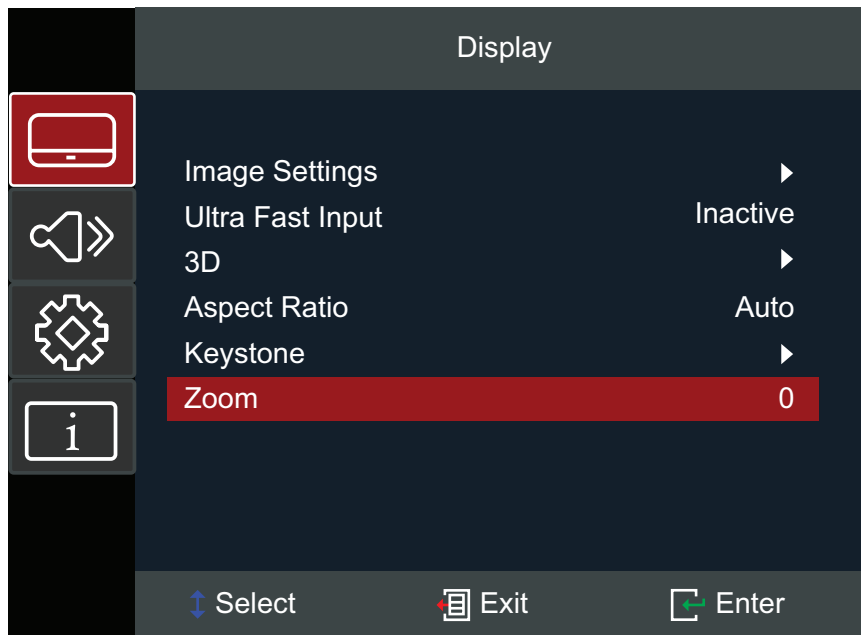 Display
Image Settings
Ultra Fast Input Inactive
3D
Aspect Ratio Auto
Keystone
Zoom 0
i
Select Exit Enter